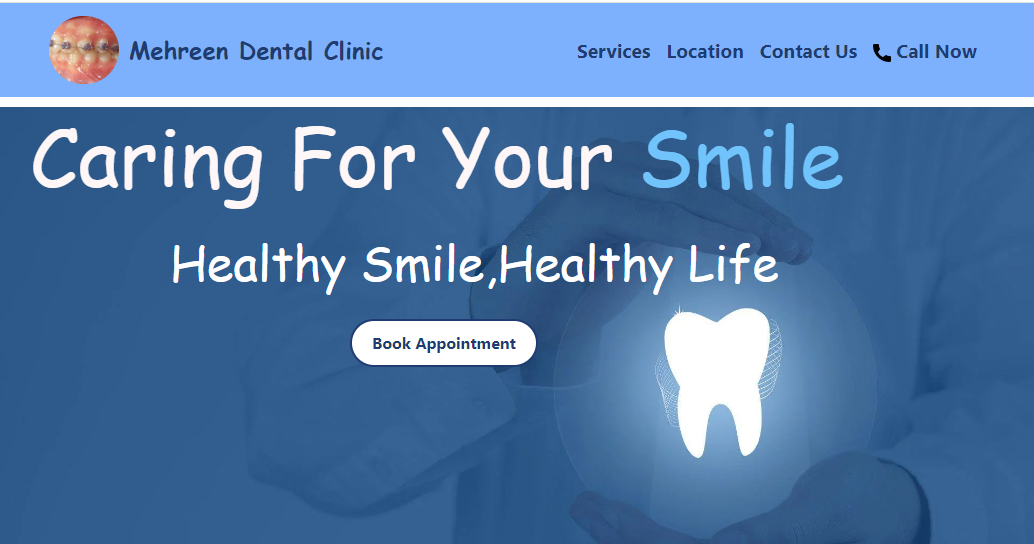 Mehreen Dental Clinic
Services Location Contact Us Call Now
Caring For Your Smile
Healthy Smile,Healthy Life
Book Appointment